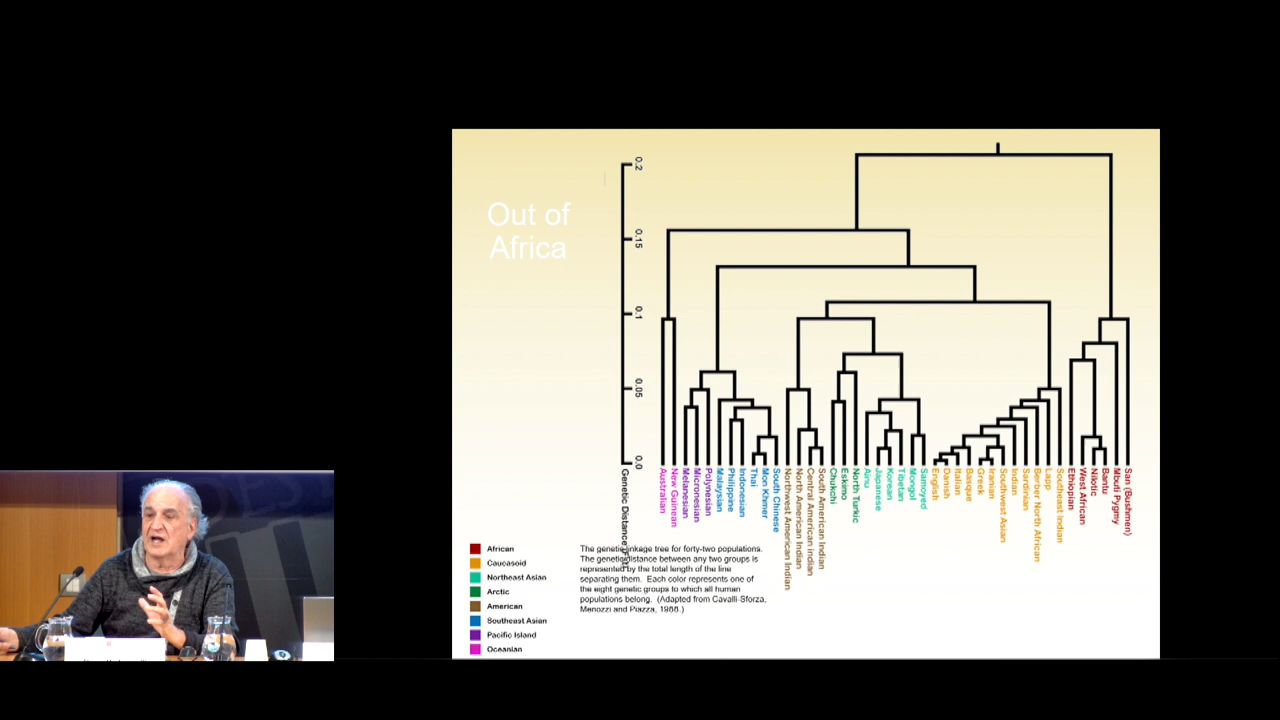 Out of
Africa
0.2
0.15
0.1
0.05
0.0
Genetic Distance
Australian
New Guinean
Melanesian
Micronesian
Polynesian
Malaysian
Philippine
Indonesian
Thai
Mon Khmer
South Chinese
Northwest American Indian
North American Indian
Central American indian
South American Indian
Chukchi
Eskimo
North Turkic
Ainu
Japanese
Korean
Tibetan
Mongol
Samoyed
English
Danish
Italian
Basque
Greek
Iranian
Southwest Asian
Indian
Sardinian
Berber North African
Lapp
Southeast Indian
Ethiopian
West African
Nilotic
Bantu
Mbuti Pygmy
San (Bushmen)
African
Caucasoid
Northeast Asian
Arctic
American
Southeast Asian
Pacific Island
Oceanian
The genetic linkage tree for forty-two populations.
The genetic distance between any two groups is
represented by the total length of the line
separating them. Each color represents one of
the eight genetic groups to which all human
populations belong. (Adapted from Cavalli-Sforza,
Menozzi and Piazza, 1988.)